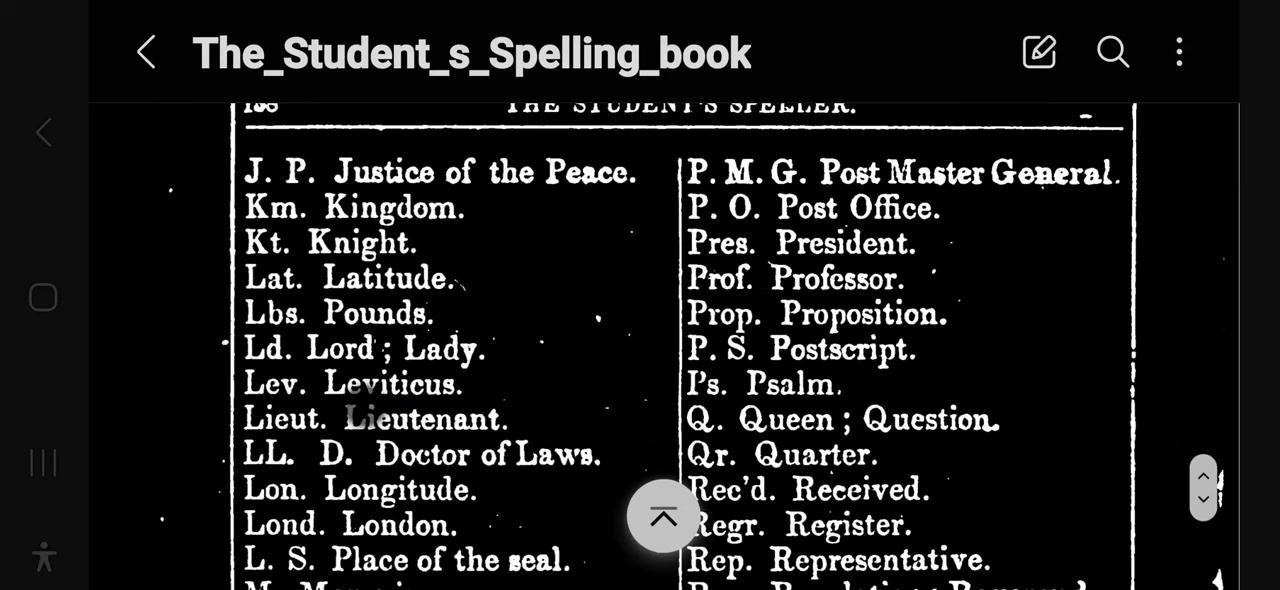 The_Student_s_Spelling_book
THE STUDENT'S SPELLER.
J. P. Justice of the Peace.
Km. Kingdom.
Kt. Knight.
Lat. Latitude.
Lbs. Pounds.
Ld. Lord ; Lady.
Lev. Leviticus.
Lieut. Lieutenant.
LL. D. Doctor of Laws.
Lon. Longitude.
Lond. London.
L. S. Place of the seal.
P. M. G. Post Master General.
P. O. Post Office.
Pres. President.
Prof. Professor.
Prop. Proposition.
P. S. Postscript.
Ps. Psalm.
Q. Queen ; Question.
Qr. Quarter.
Rec'd. Received.
Regr. Register.
Rep. Representative.